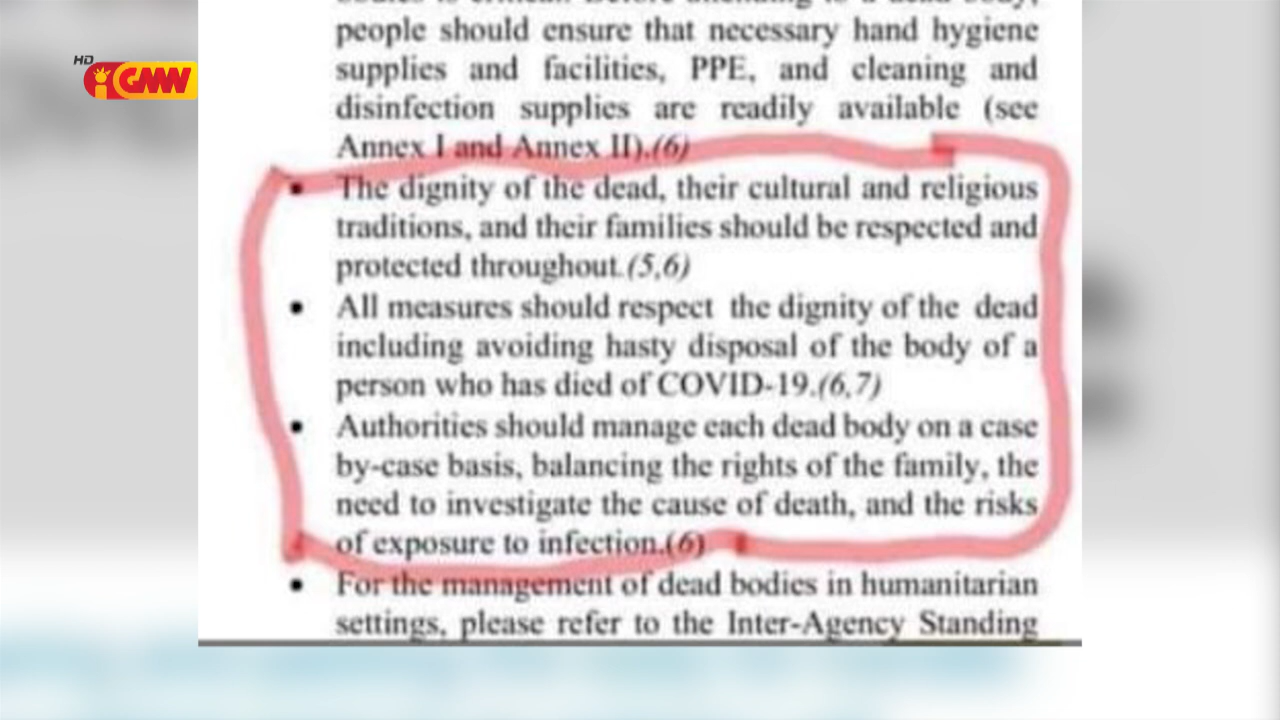 HD
GMW
people should ensure that necessary hand hygiene
supplies and facilities, PPE, and cleaning and
disinfection supplies are readily available (see
Annex I and Annex II).(6)
• The dignity of the dead, their cultural and religious
traditions, and their families should be respected and
protected throughout.(5,6)
• All measures should respect the dignity of the dead
including avoiding hasty disposal of the body of a
person who has died of COVID-19.(6,7)
• Authorities should manage each dead body on a case
by-case basis, balancing the rights of the family, the
need to investigate the cause of death, and the risks
of exposure to infection.(6)
• For the management of dead bodies in humanitarian
settings, please refer to the Inter-Agency Standing